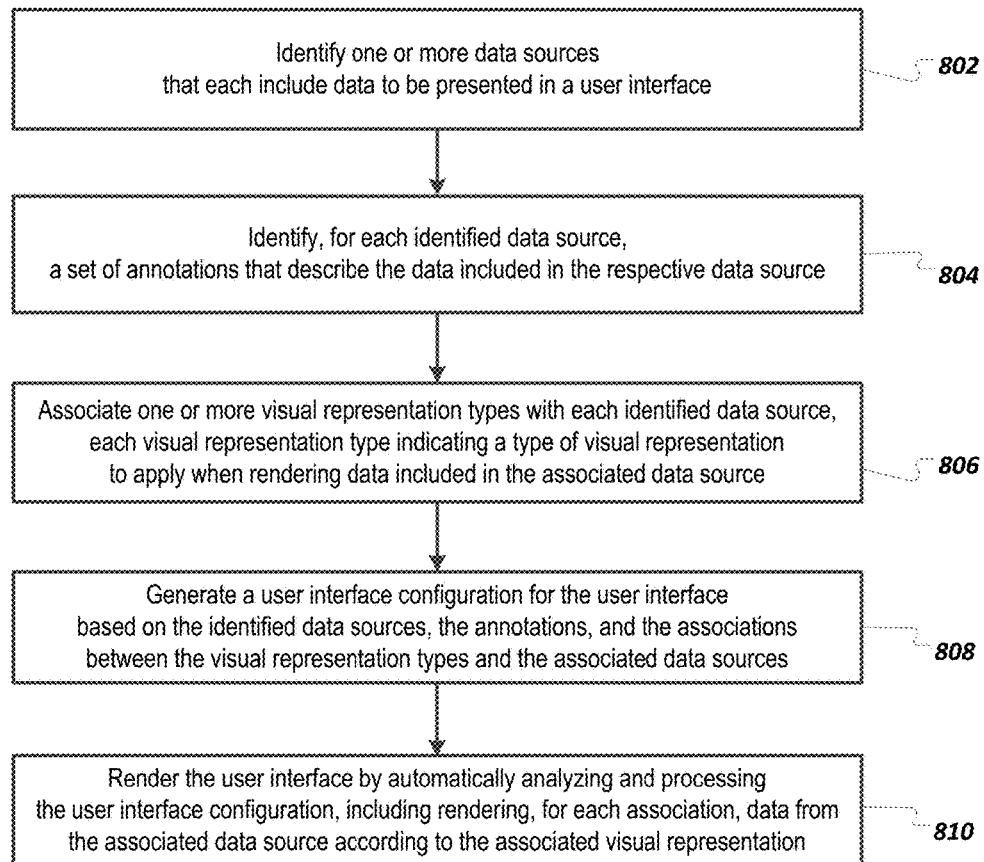 Identify one or more data sources
that each include data to be presented in a user interface
802
Identify, for each identified data source,
a set of annotations that describe the data included in the respective data source
804
Associate one or more visual representation types with each identified data source,
each visual representation type indicating a type of visual representation
to apply when rendering data included in the associated data source
806
Generate a user interface configuration for the user interface
based on the identified data sources, the annotations, and the associations
between the visual representation types and the associated data sources
808
Render the user interface by automatically analyzing and processing
the user interface configuration, including rendering, for each association, data from
the associated data source according to the associated visual representation
810